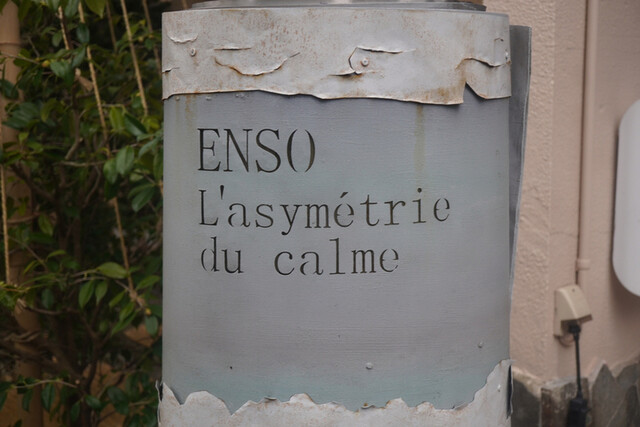 ENSO
L'asymétrie
du calme